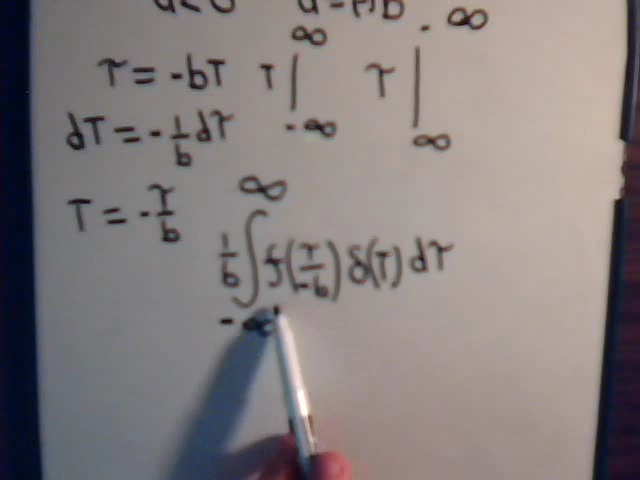 ∞ -∞
τ = -bT T| τ|
dT = -1/b dτ -∞ ∞
T = -τ/b
1/b ∫_{-∞}^{∞} f(τ/-b) δ(τ) dτ